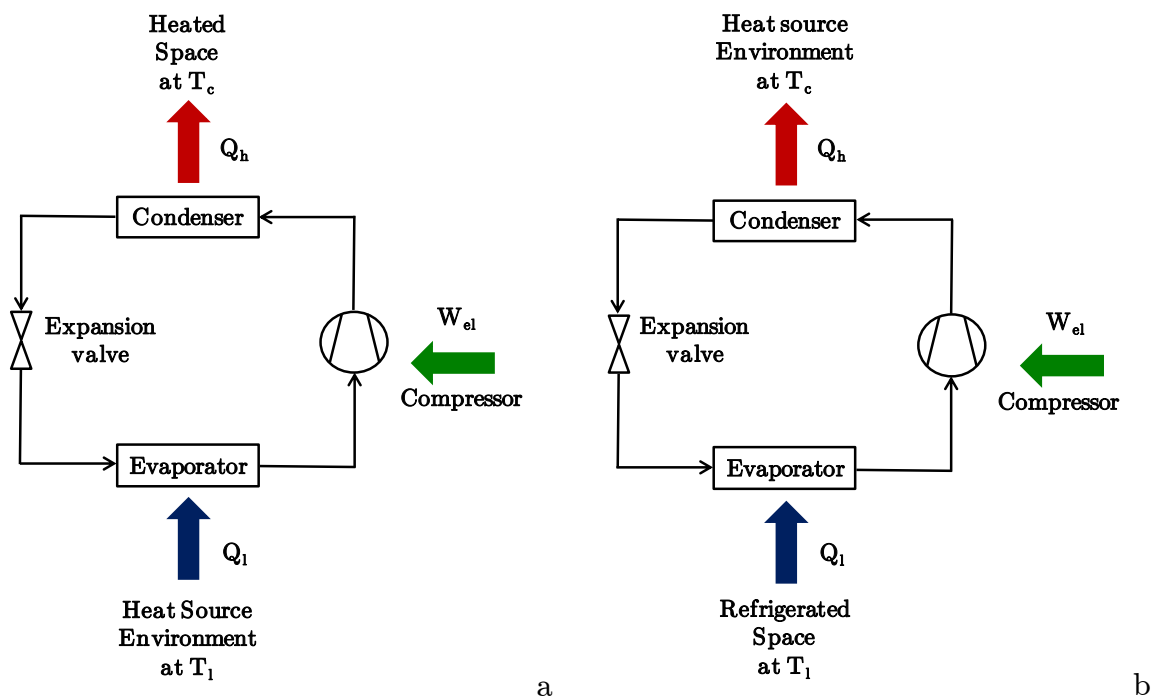 Heated
Space
at T_c
Q_h
Condenser
Expansion
valve
W_el
Compressor
Evaporator
Q_l
Heat Source
Environment
at T_l
a
Heat source
Environment
at T_c
Q_h
Condenser
Expansion
valve
W_el
Compressor
Evaporator
Q_l
Refrigerated
Space
at T_l
b